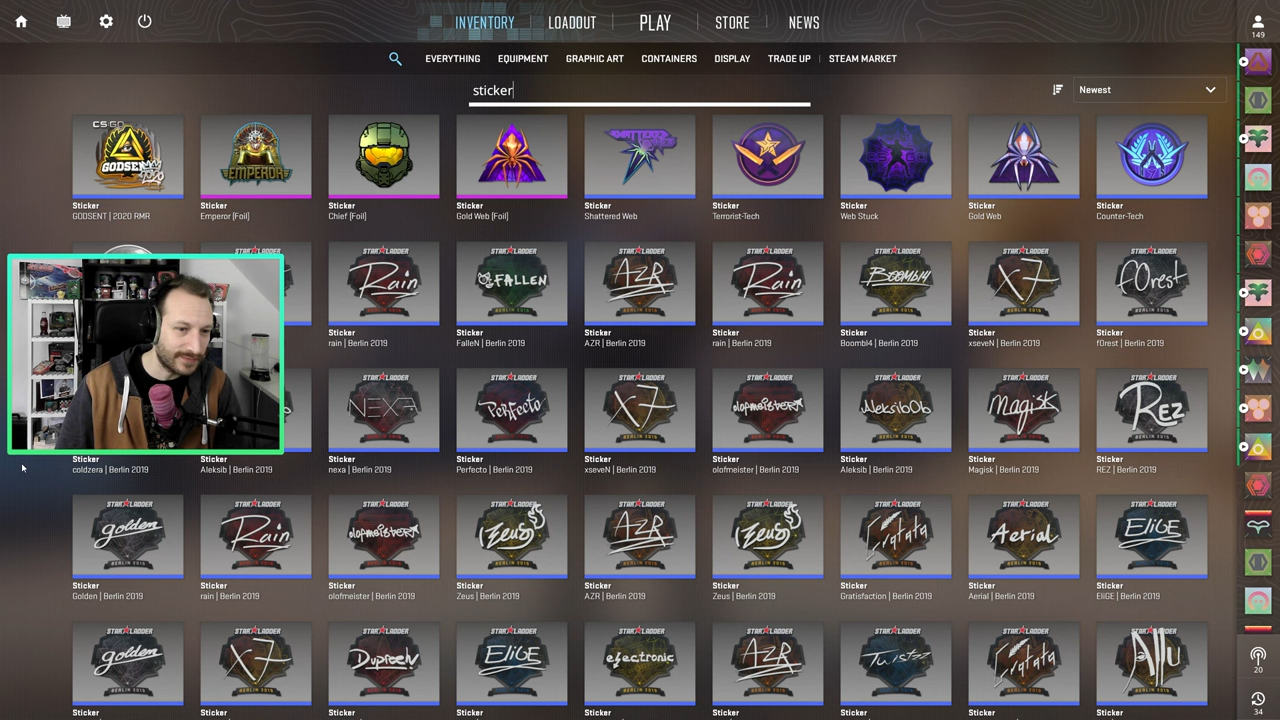 INVENTORY
LOADOUT
PLAY
STORE
NEWS
149
EVERYTHING
EQUIPMENT
GRAPHIC ART
CONTAINERS
DISPLAY
TRADE UP
STEAM MARKET
sticker
Newest
Sticker
GODSENT | 2020 RMR
Sticker
Emperor (Foil)
Sticker
Chief (Foil)
Sticker
Gold Web (Foil)
Sticker
Shattered Web
Sticker
Terrorist-Tech
Sticker
Web Stuck
Sticker
Gold Web
Sticker
Counter-Tech
Sticker
rain | Berlin 2019
Sticker
FalleN | Berlin 2019
Sticker
AZR | Berlin 2019
Sticker
rain | Berlin 2019
Sticker
Boombl4 | Berlin 2019
Sticker
xseveN | Berlin 2019
Sticker
f0rest | Berlin 2019
Sticker
coldzera | Berlin 2019
Sticker
Aleksib | Berlin 2019
Sticker
nexa | Berlin 2019
Sticker
Perfecto | Berlin 2019
Sticker
xseveN | Berlin 2019
Sticker
olofmeister | Berlin 2019
Sticker
Aleksib | Berlin 2019
Sticker
Magisk | Berlin 2019
Sticker
REZ | Berlin 2019
Sticker
Golden | Berlin 2019
Sticker
rain | Berlin 2019
Sticker
olofmeister | Berlin 2019
Sticker
Zeus | Berlin 2019
Sticker
AZR | Berlin 2019
Sticker
Zeus | Berlin 2019
Sticker
Gratisfaction | Berlin 2019
Sticker
Aerial | Berlin 2019
Sticker
EliGE | Berlin 2019
Sticker
Sticker
Sticker
Sticker
Sticker
Sticker
Sticker
Sticker
Sticker
20
34